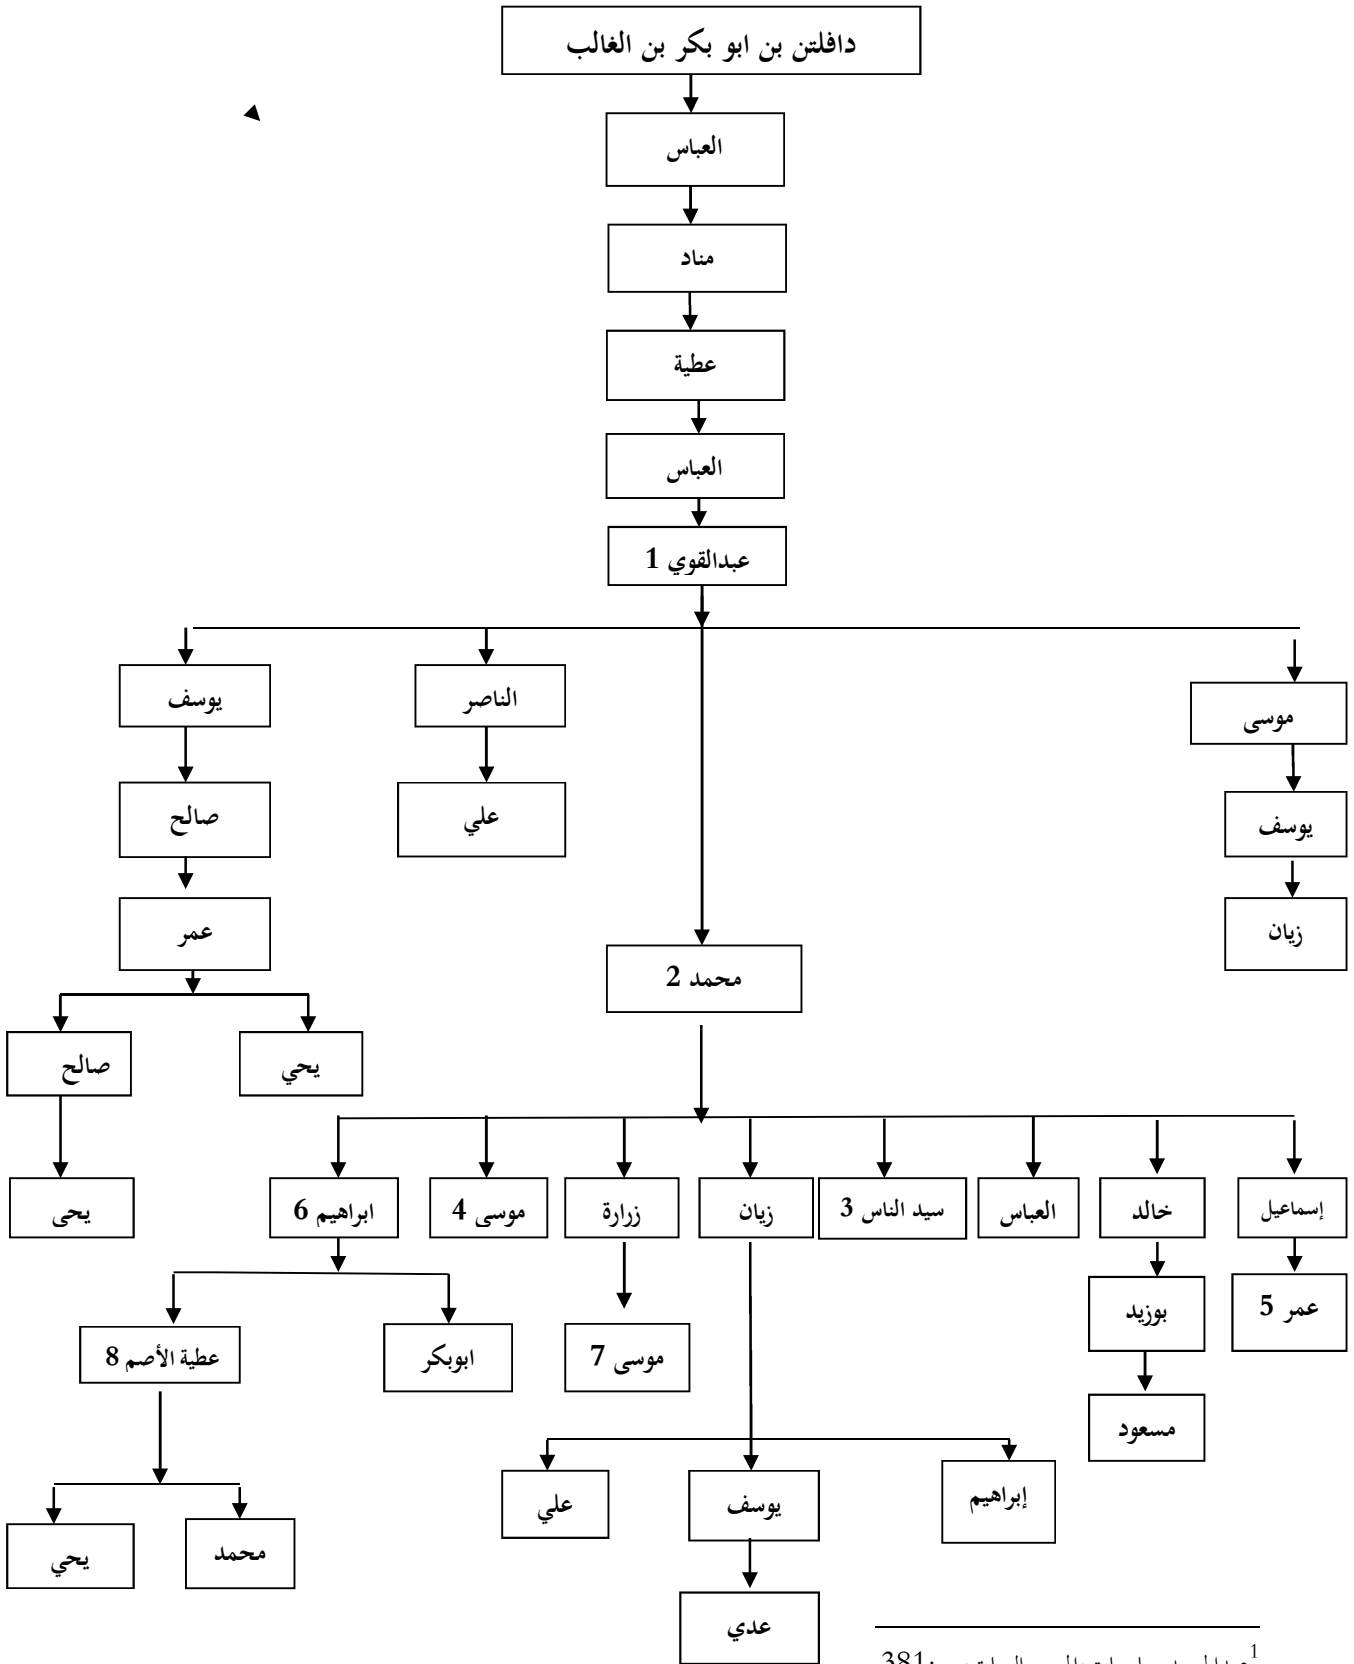 دافلتن بن ابو بكر بن الغالب
العباس
مناد
عطية
العباس
عبدالقوي 1
موسى
الناصر
يوسف
يوسف
علي
صالح
زيان
عمر
محمد 2
يحي
صالح
إسماعيل
خالد
العباس
سيد الناس 3
زيان
زرارة
موسى 4
ابراهيم 6
يحى
عمر 5
بوزيد
موسى 7
ابوبكر
عطية الأصم 8
مسعود
إبراهيم
يوسف
علي
محمد
يحي
عدي
1
381